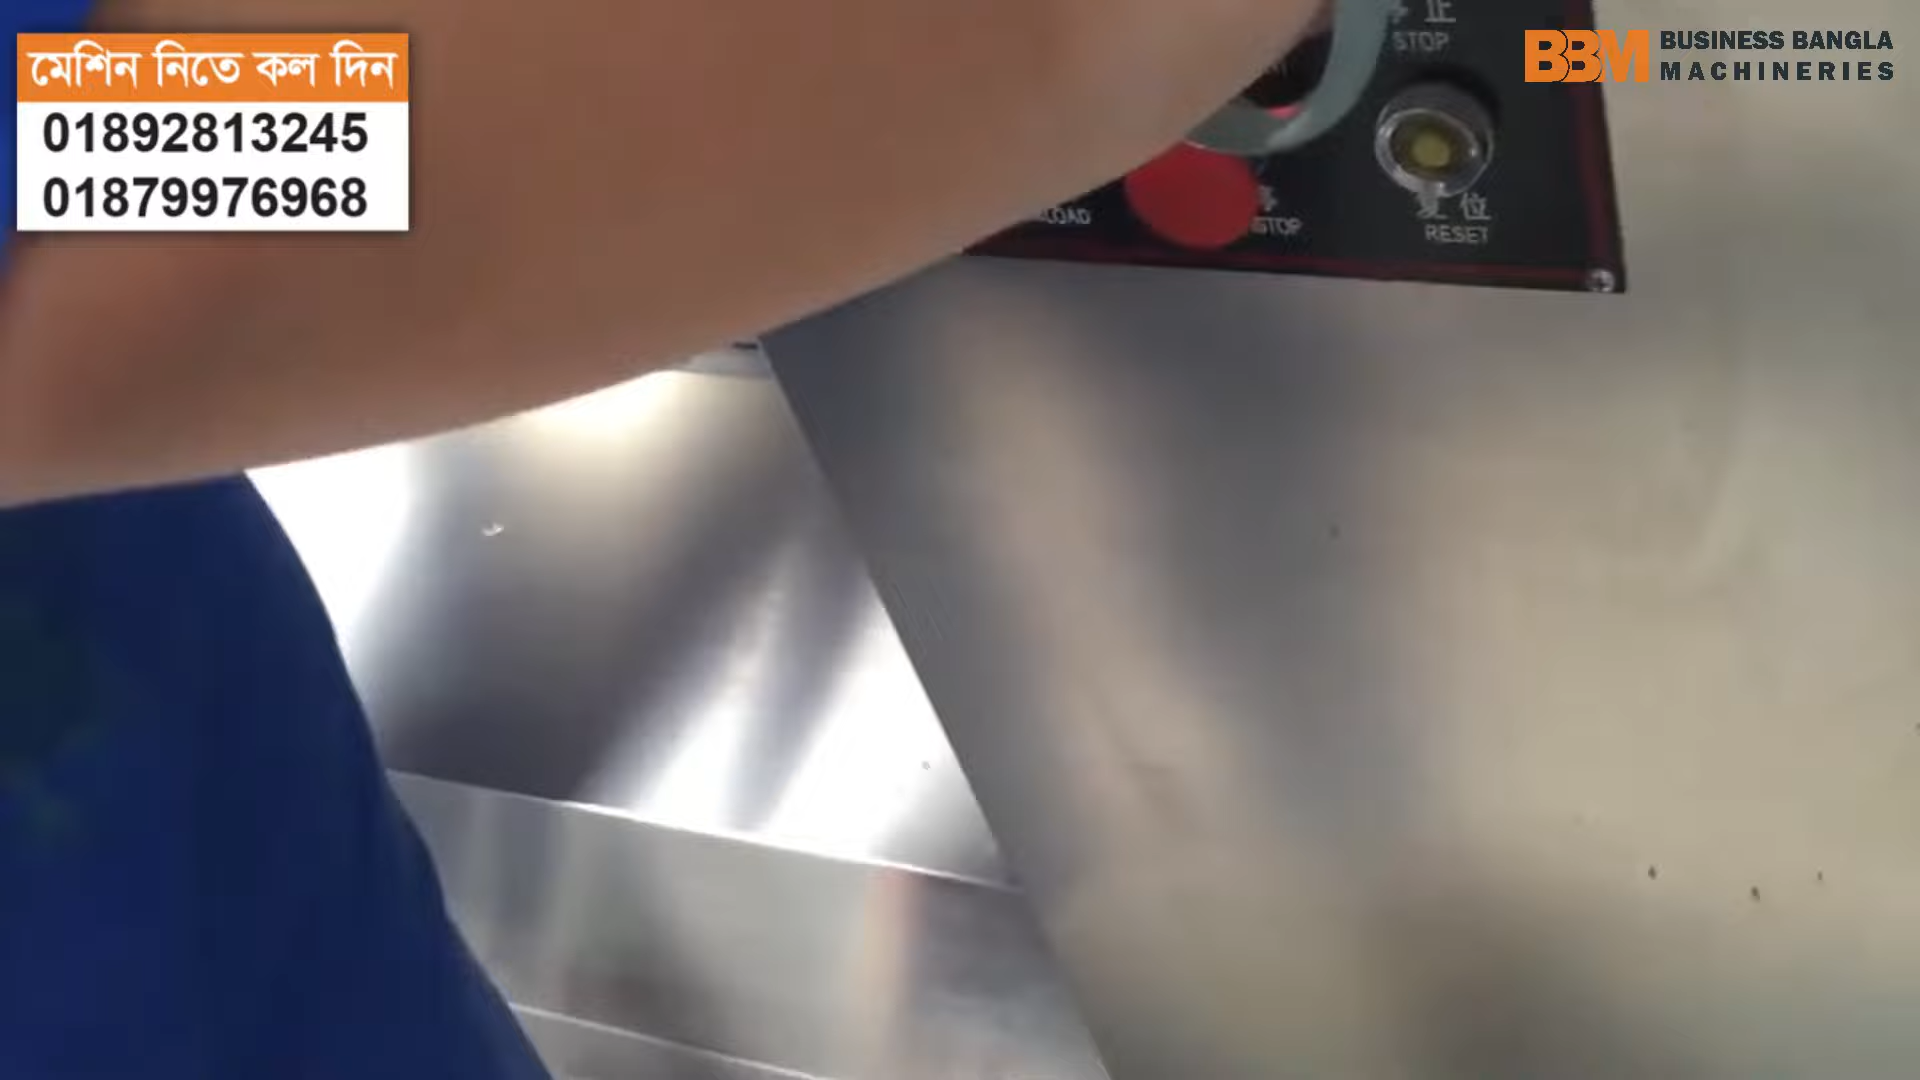 মেশিন নিতে কল দিন
01892813245
01879976968
BBM BUSINESS BANGLA
MACHINERIES
STOP
STOP
复位
RESET